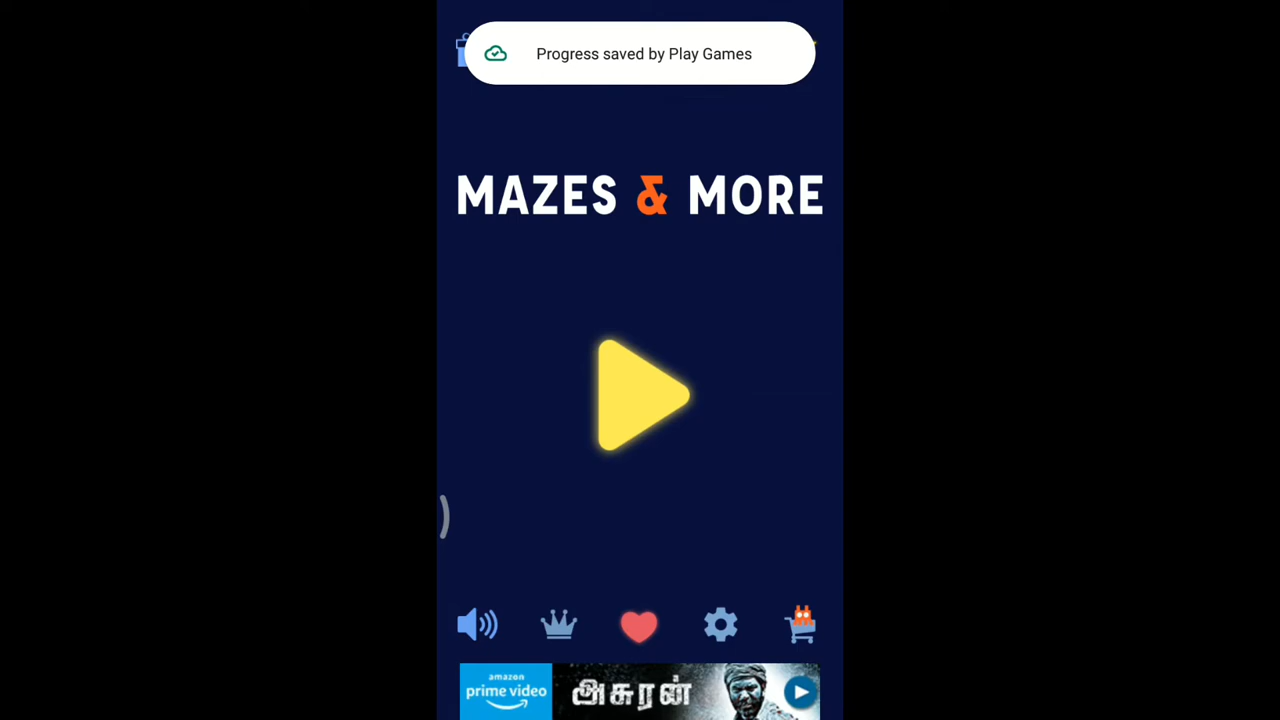 Progress saved by Play Games
MAZES & MORE
amazon
prime video
அசுரன்